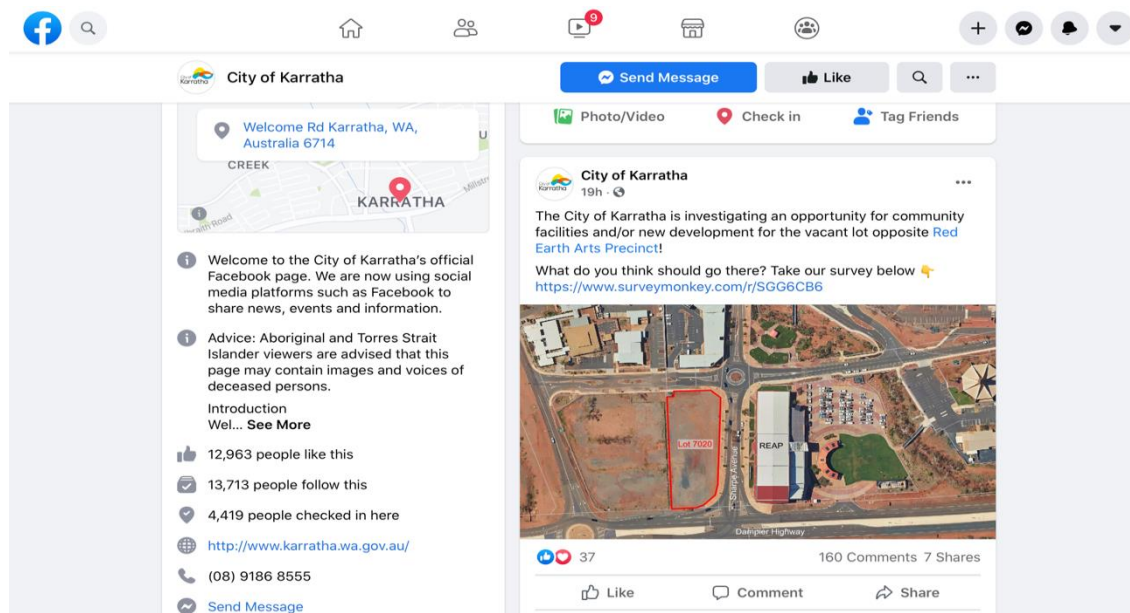 9
City of Karratha
Send Message
Like
Welcome Rd Karratha, WA,
Australia 6714
CREEK
KARRATHA
Welcome to the City of Karratha's official
Facebook page. We are now using social
media platforms such as Facebook to
share news, events and information.
Advice: Aboriginal and Torres Strait
Islander viewers are advised that this
page may contain images and voices of
deceased persons.
Introduction
Wel... See More
12,963 people like this
13,713 people follow this
4,419 people checked in here
http://www.karratha.wa.gov.au/
(08) 9186 8555
Send Message
Photo/Video
Check in
Tag Friends
City of Karratha
19h
The City of Karratha is investigating an opportunity for community
facilities and/or new development for the vacant lot opposite Red
Earth Arts Precinct!
What do you think should go there? Take our survey below 👇
https://www.surveymonkey.com/r/SGG6CB6
Lot 7020
REAP
Sharpe Avenue
Dampier Highway
37
160 Comments 7 Shares
Like
Comment
Share